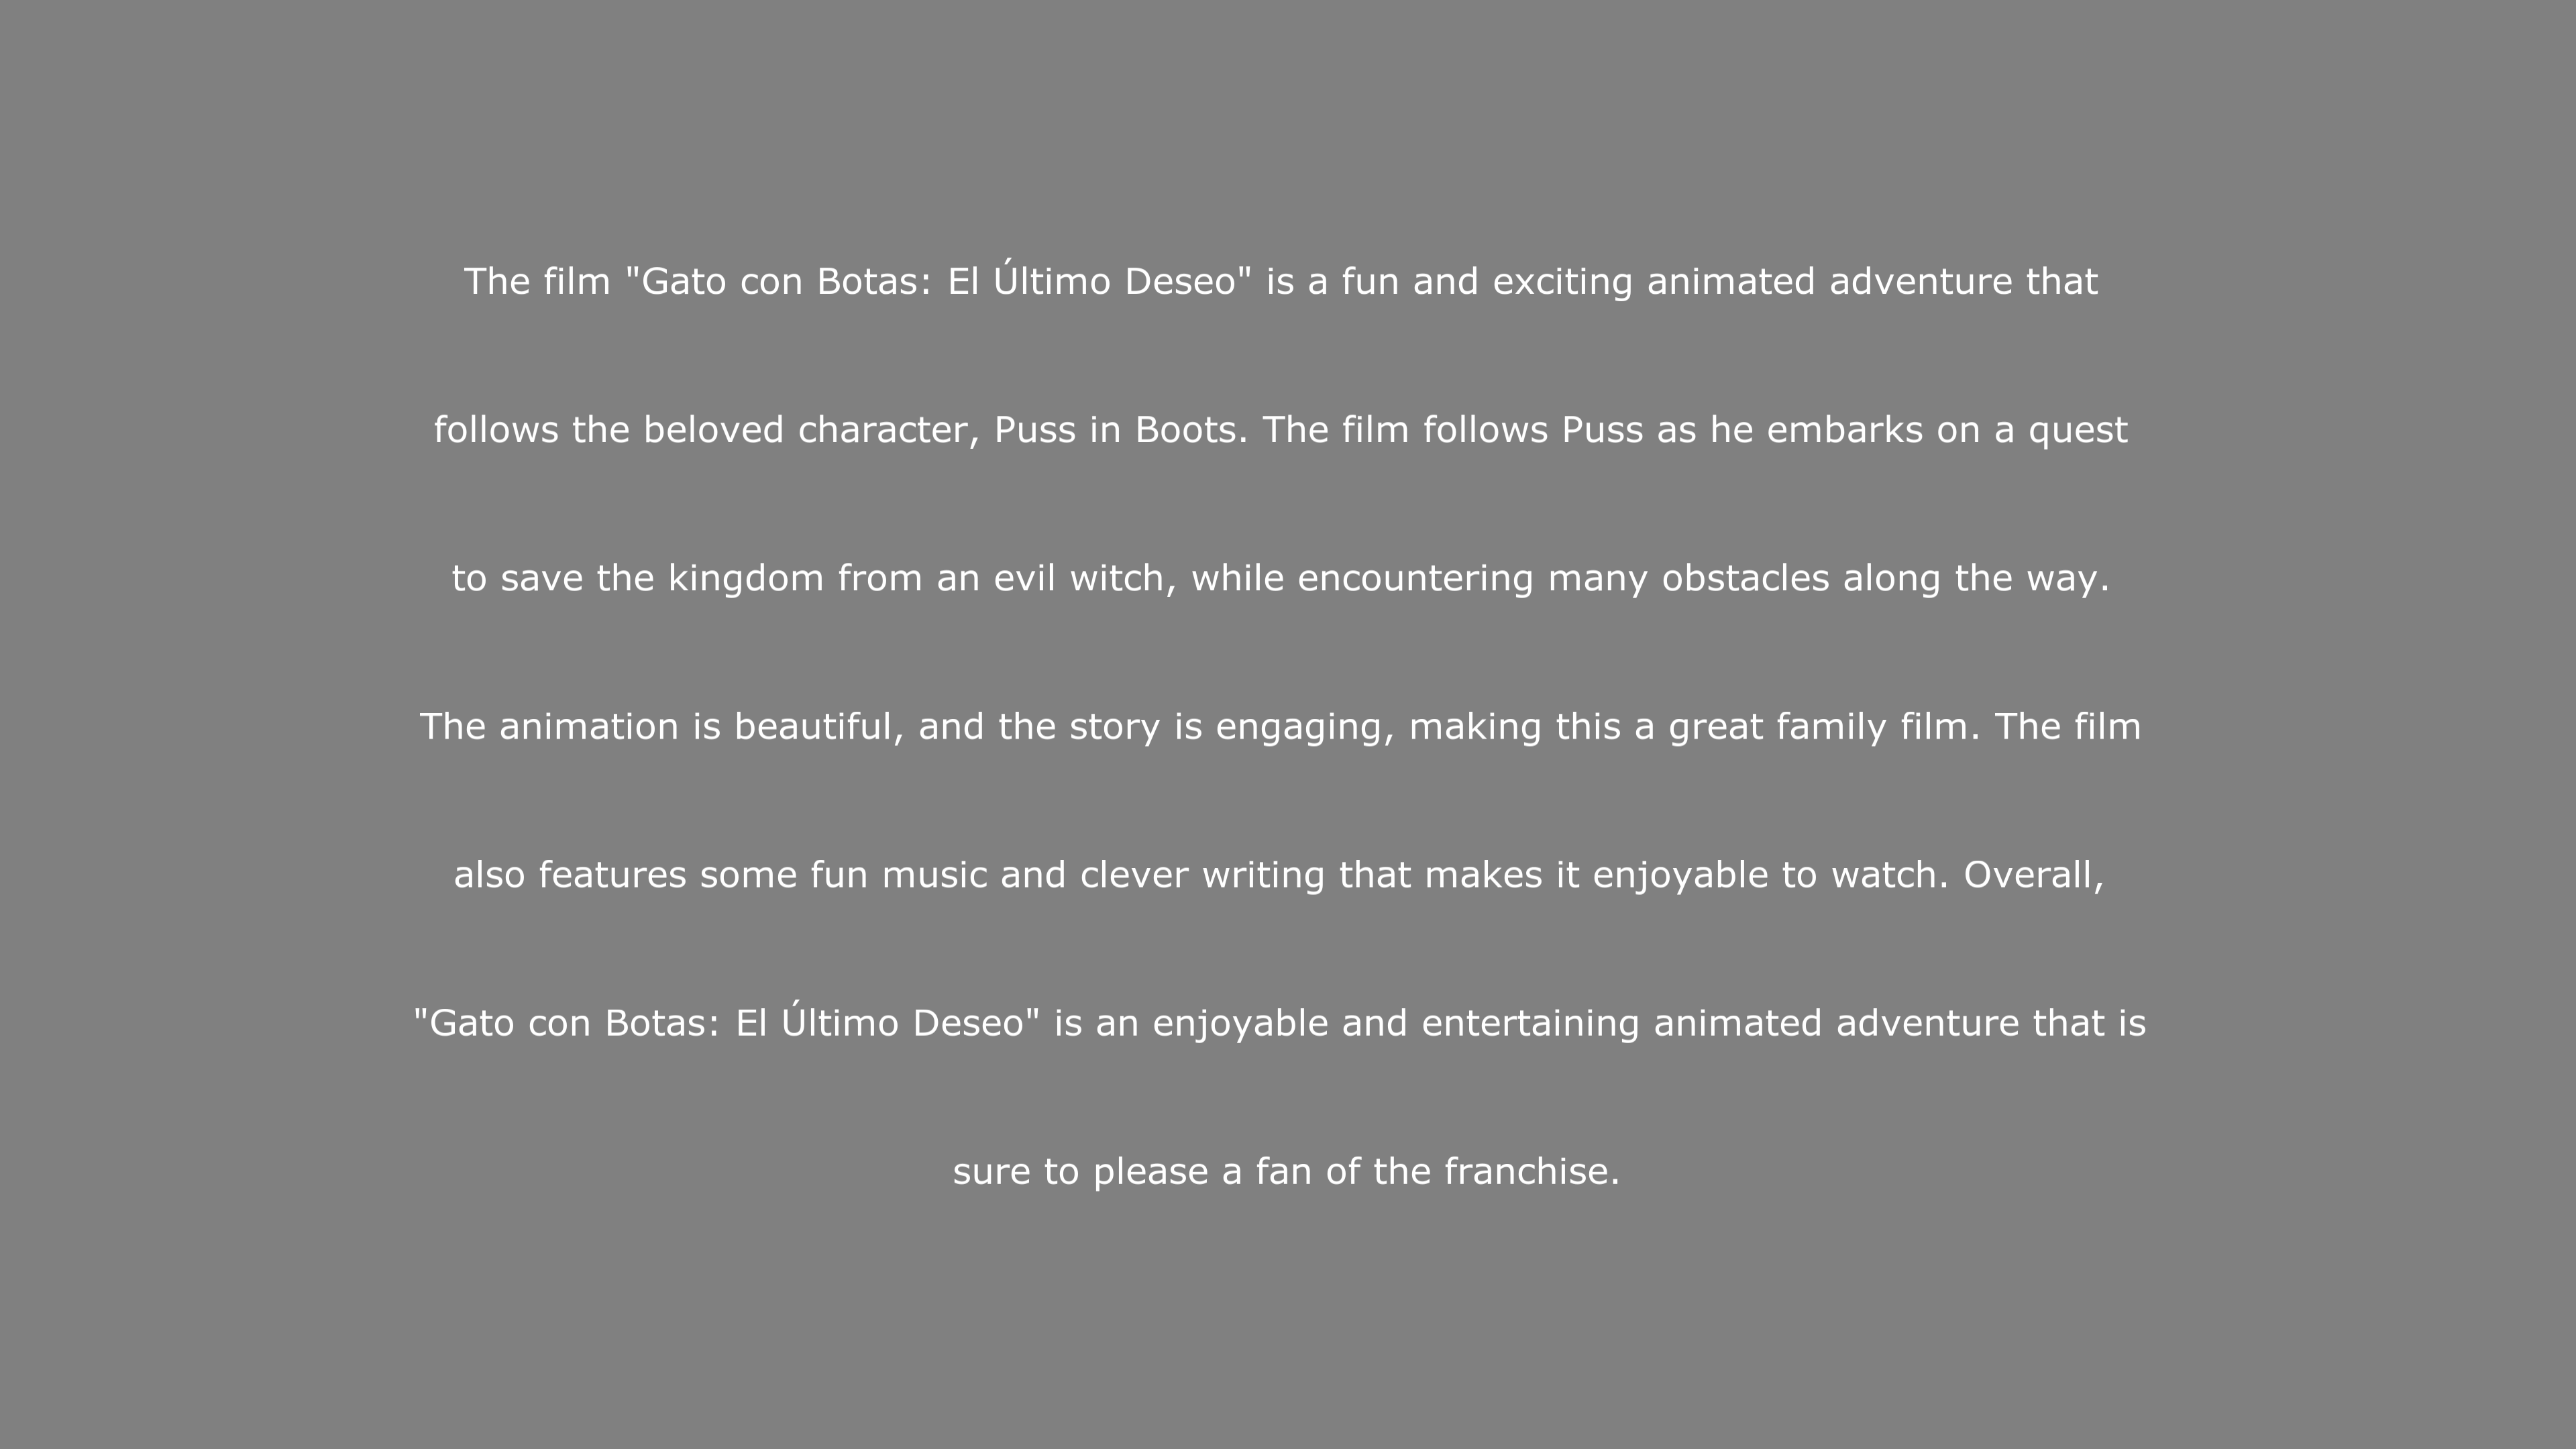 The film "Gato con Botas: El Último Deseo" is a fun and exciting animated adventure that
follows the beloved character, Puss in Boots. The film follows Puss as he embarks on a quest
to save the kingdom from an evil witch, while encountering many obstacles along the way.
The animation is beautiful, and the story is engaging, making this a great family film. The film
also features some fun music and clever writing that makes it enjoyable to watch. Overall,
"Gato con Botas: El Último Deseo" is an enjoyable and entertaining animated adventure that is
sure to please a fan of the franchise.